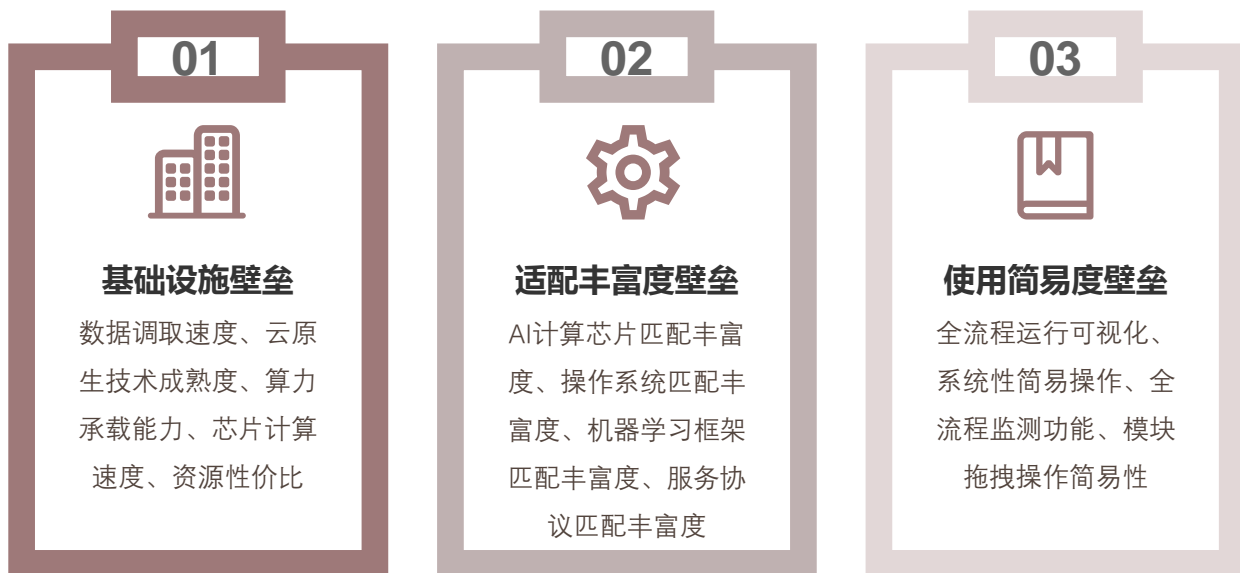 01
基础设施壁垒
数据调取速度、云原
生技术成熟度、算力
承载能力、芯片计算
速度、资源性价比
02
适配丰富度壁垒
AI计算芯片匹配丰富
度、操作系统匹配丰
富度、机器学习框架
匹配丰富度、服务协
议匹配丰富度
03
使用简易度壁垒
全流程运行可视化、
系统性简易操作、全
流程监测功能、模块
拖拽操作简易性